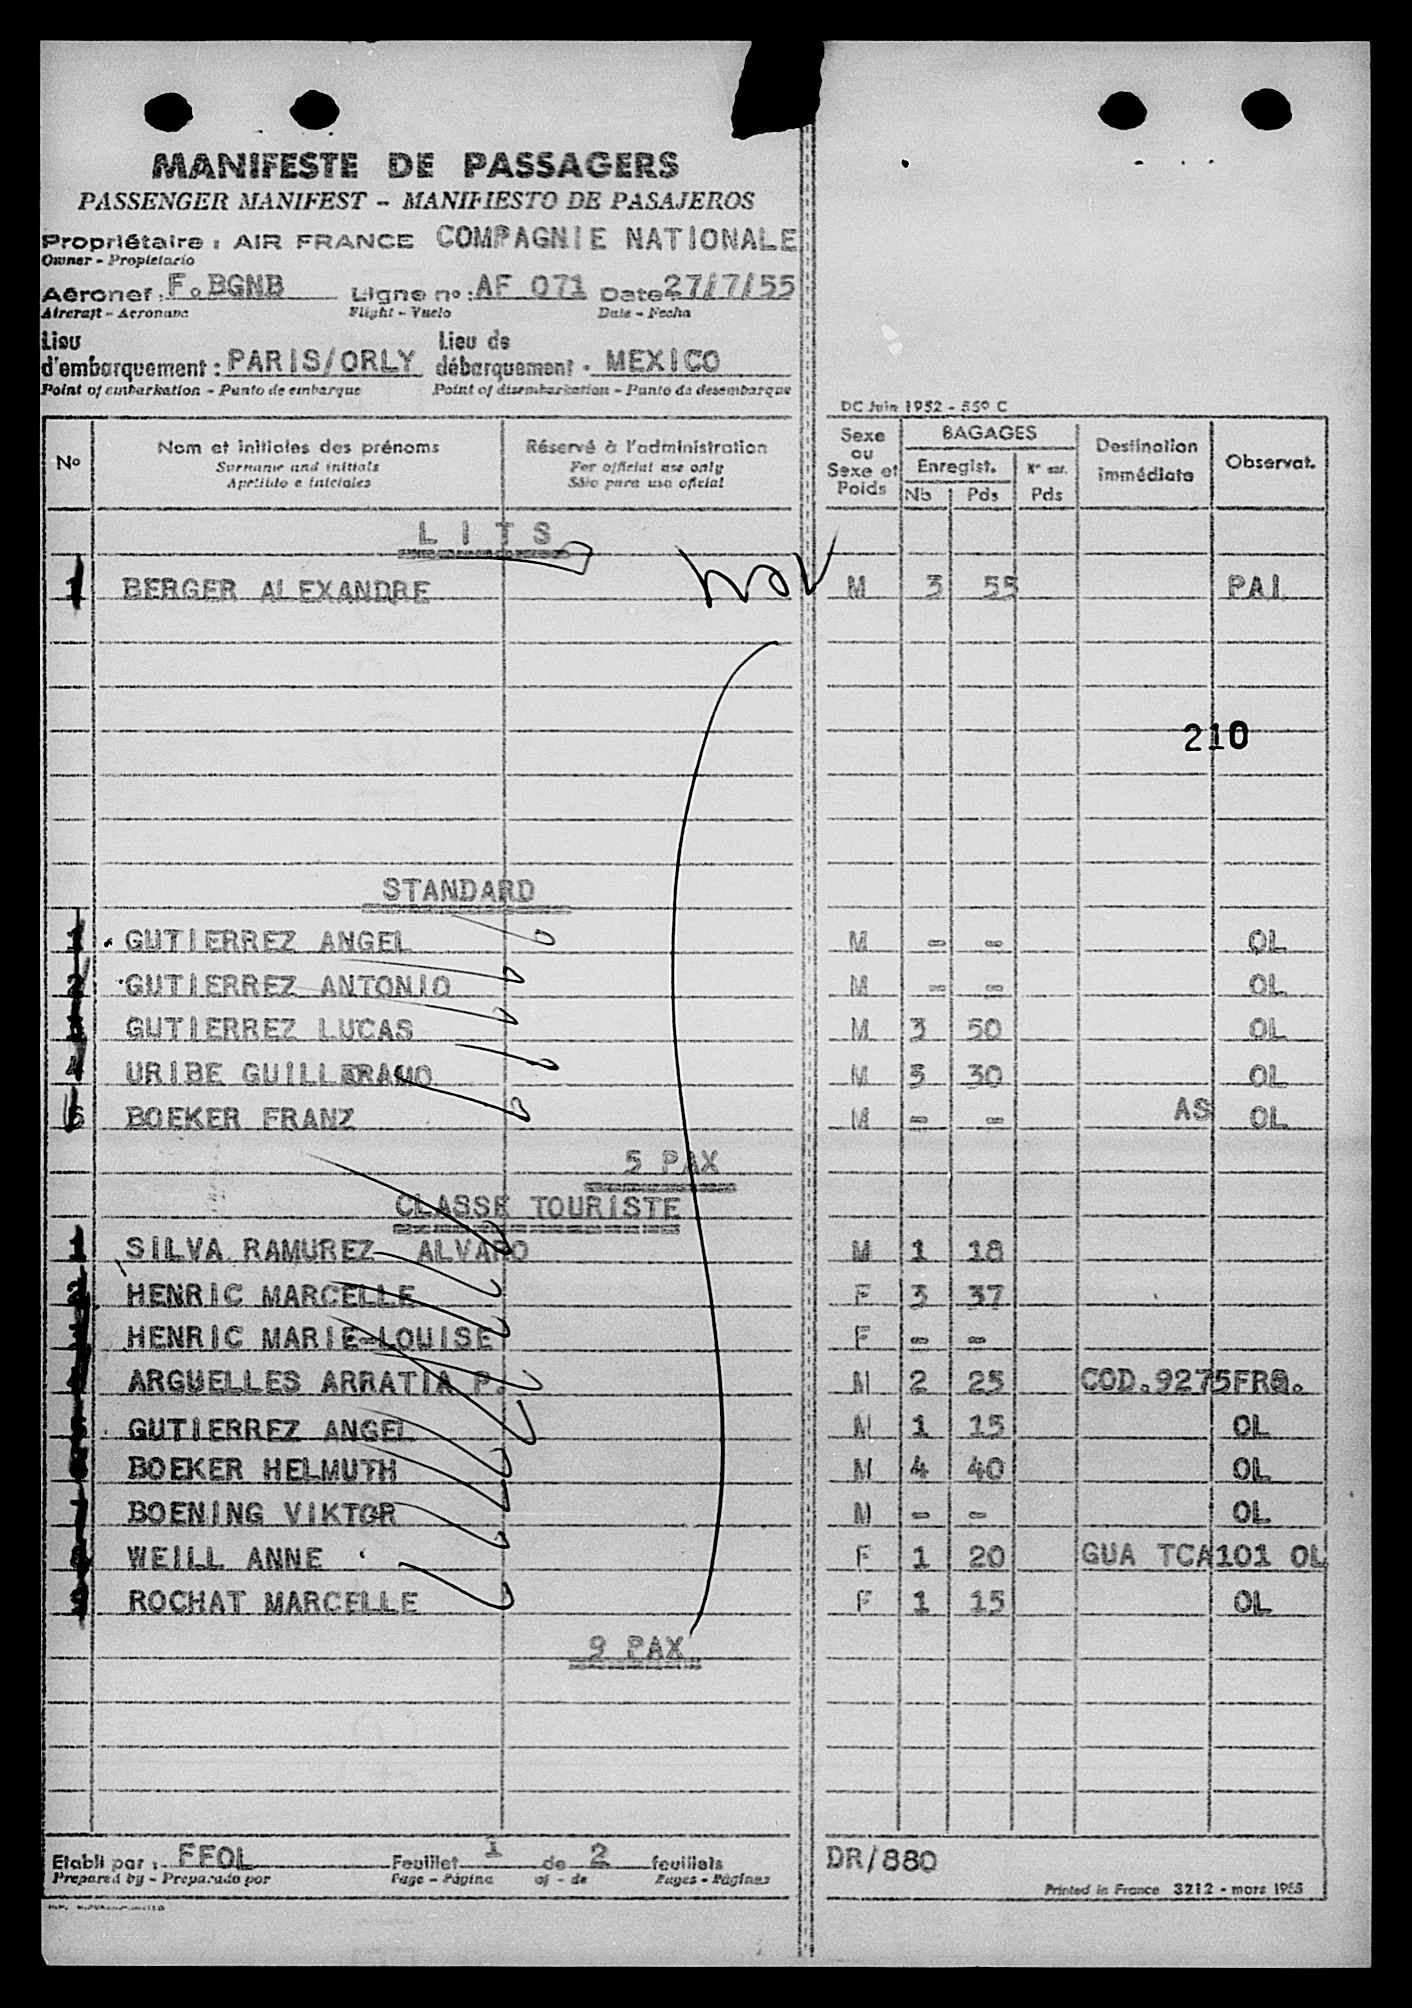 MANIFESTE DE PASSAGERS
PASSENGER MANIFEST - MANIFIESTO DE PASAJEROS
Propriétaire : AIR FRANCE COMPAGNIE NATIONALE
Owner - Propietario
Aéronef : F.BGNB Ligne no : AF 071 Date 27/7/55
Aircraft - Aeronave Flight - Vuelo Date - Fecha
Lieu d'embarquement : PARIS/ORLY Lieu de débarquement - MEXICO
Point of embarkation - Punto de embarque Point of disembarkation - Punto de desembarque
DC Juin 1952 - 559 C
No Nom et initiales des prénoms Réservé à l'administration Sexe ou Sexe et Poids BAGAGES Destination immédiate Observat.
Surname and initials For official use only Enregist.
Apellido e iniciales Sólo para uso oficial Nb Pds Pds
L I T S
1 BERGER ALEXANDRE M 3 55 PAI
210
STANDARD
1 GUTIERREZ ANGEL M - - OL
2 GUTIERREZ ANTONIO M - - OL
GUTIERREZ LUCAS M 3 50 OL
4 URIBE M 3 30 OL
5 BOEKER FRANZ M - - AS OL
5 PAX
CLASSE TOURISTE
1 SILVA RAMUREZ ALVARO M 1 18
2 HENRIC MARCELLE F 3 37
HENRIC MARIE-LOUISE F - -
ARGUELLES ARRATIA P. M 2 25 COD.9275FRS.
GUTIERREZ ANGEL M 1 15 OL
BOEKER HELMUTH M 4 40 OL
7 BOENING VIKTOR M - - OL
8 WEILL ANNE F 1 20 GUA TCA101 OL
9 ROCHAT MARCELLE F 1 15 OL
9 PAX
Etabli par : FFOL Feuillet 1 de 2 feuillets DR/880
Prepared by - Preparado por Page - Página of - de Pages - Páginas
Printed in France 3212 - mars 1955